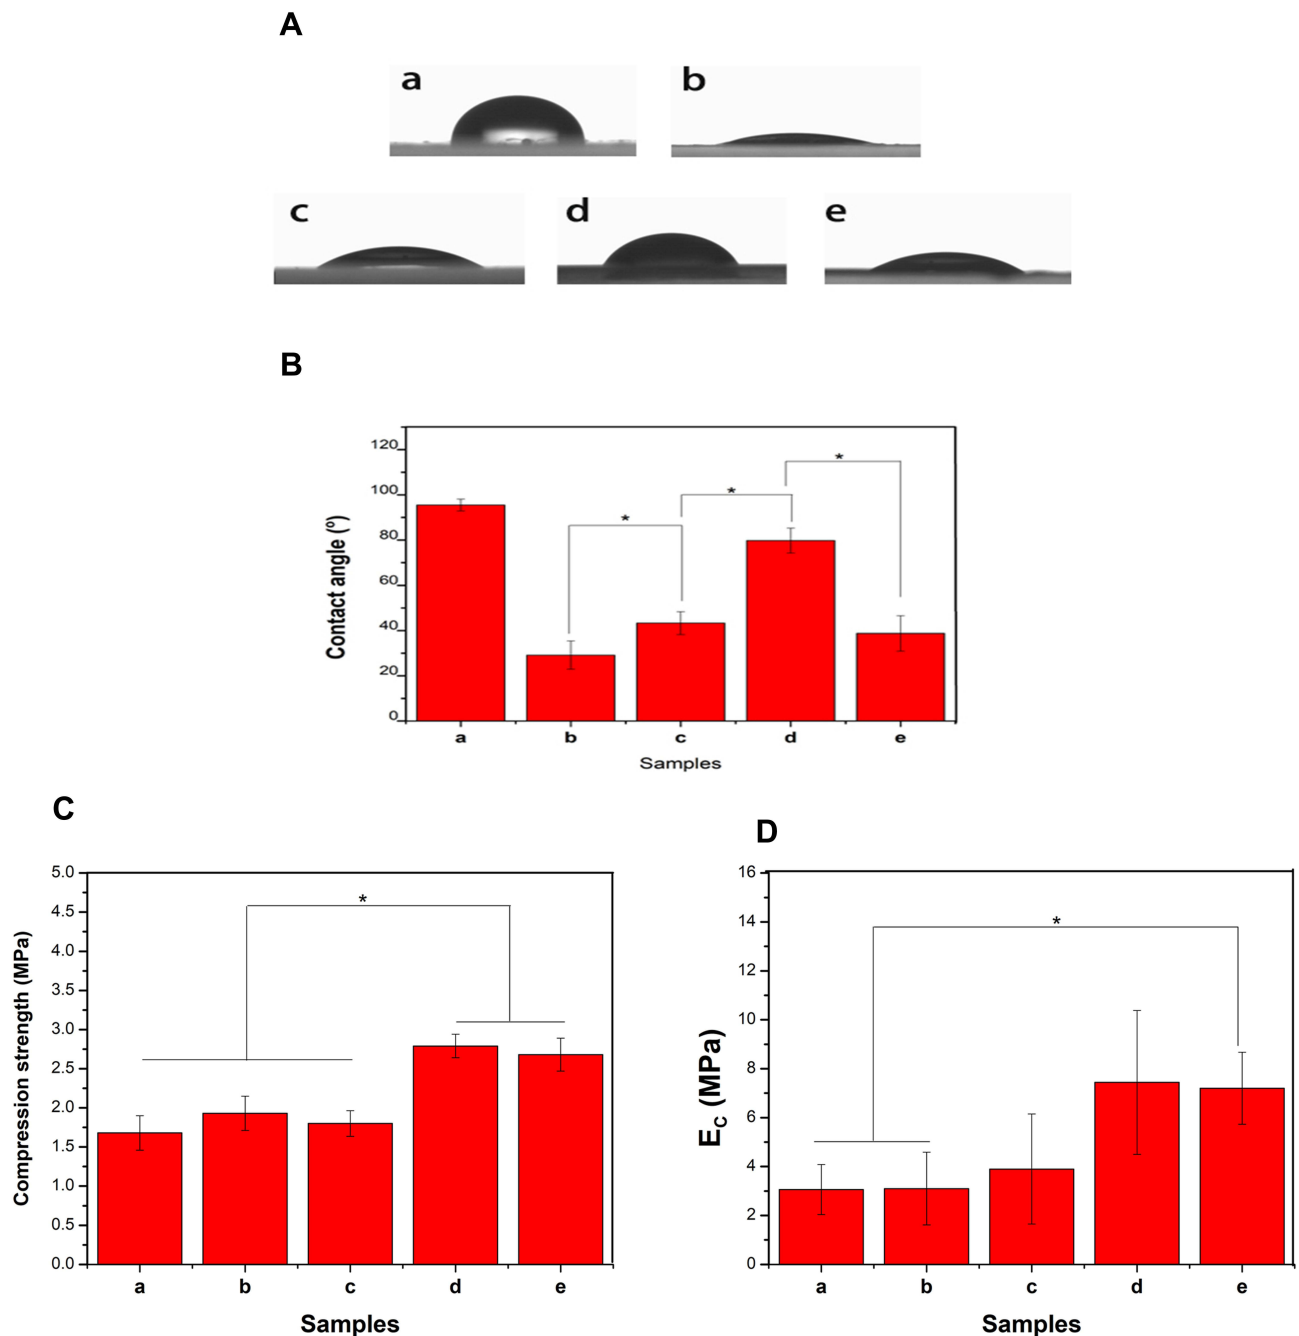 A
a
b
c
d
e
B
Contact angle (º)
120
100
80
60
40
20
0
*
*
*
a b c d e
Samples
C
Compression strength (MPa)
5.0
4.5
4.0
3.5
3.0
2.5
2.0
1.5
1.0
0.5
0.0
*
a b c d e
Samples
D
E_C (MPa)
16
14
12
10
8
6
4
2
0
*
a b c d e
Samples